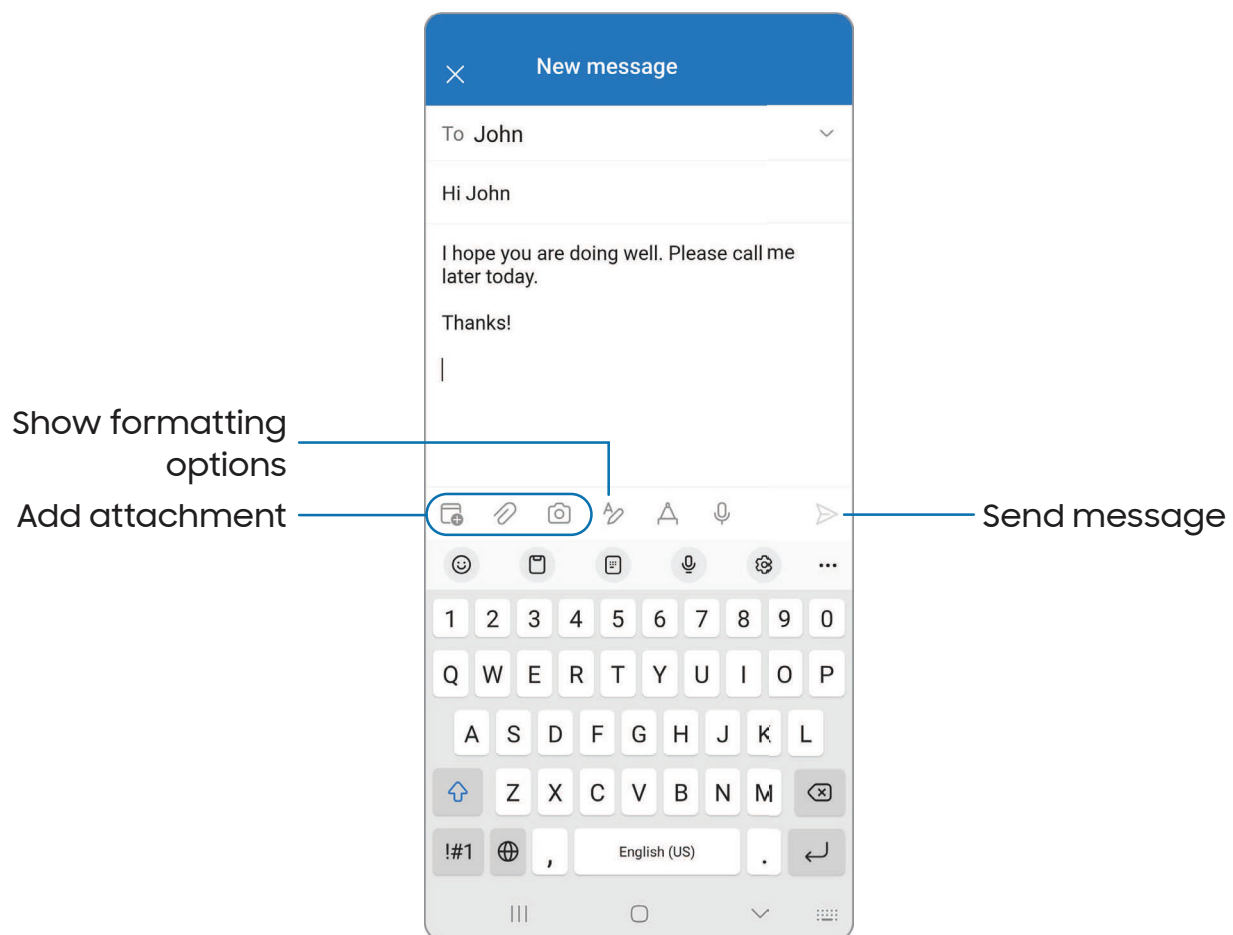 New message
To John
Hi John
I hope you are doing well. Please call me
later today.
Thanks!
Show formatting
options
Add attachment
Send message
1 2 3 4 5 6 7 8 9 0
Q W E R T Y U I O P
A S D F G H J K L
Z X C V B N M
!#1 , English (US) .